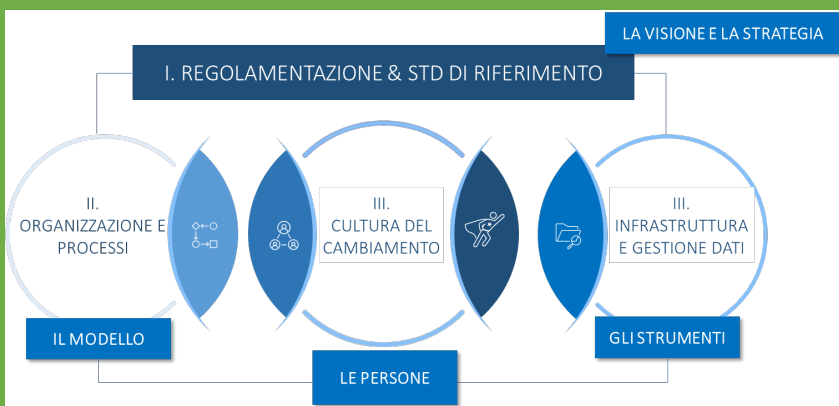 LA VISIONE E LA STRATEGIA
I. REGOLAMENTAZIONE & STD DI RIFERIMENTO
II.
ORGANIZZAZIONE E
PROCESSI
III.
CULTURA DEL
CAMBIAMENTO
III.
INFRASTRUTTURA
E GESTIONE DATI
IL MODELLO
LE PERSONE
GLI STRUMENTI